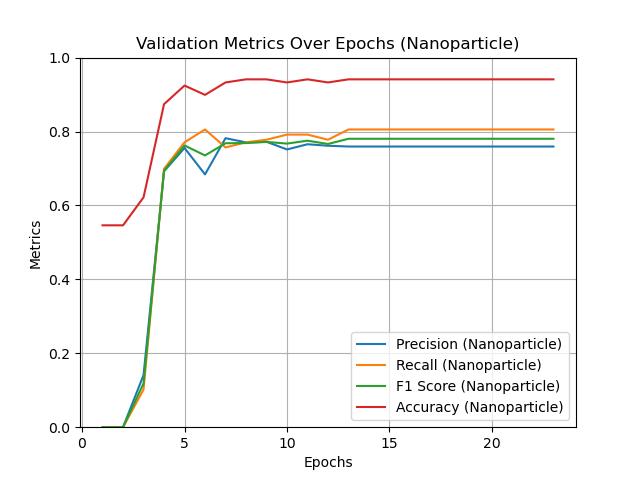 Validation Metrics Over Epochs (Nanoparticle)
Metrics
1.0
0.8
0.6
0.4
0.2
0.0
0
5
10
15
20
Epochs
Precision (Nanoparticle)
Recall (Nanoparticle)
F1 Score (Nanoparticle)
Accuracy (Nanoparticle)